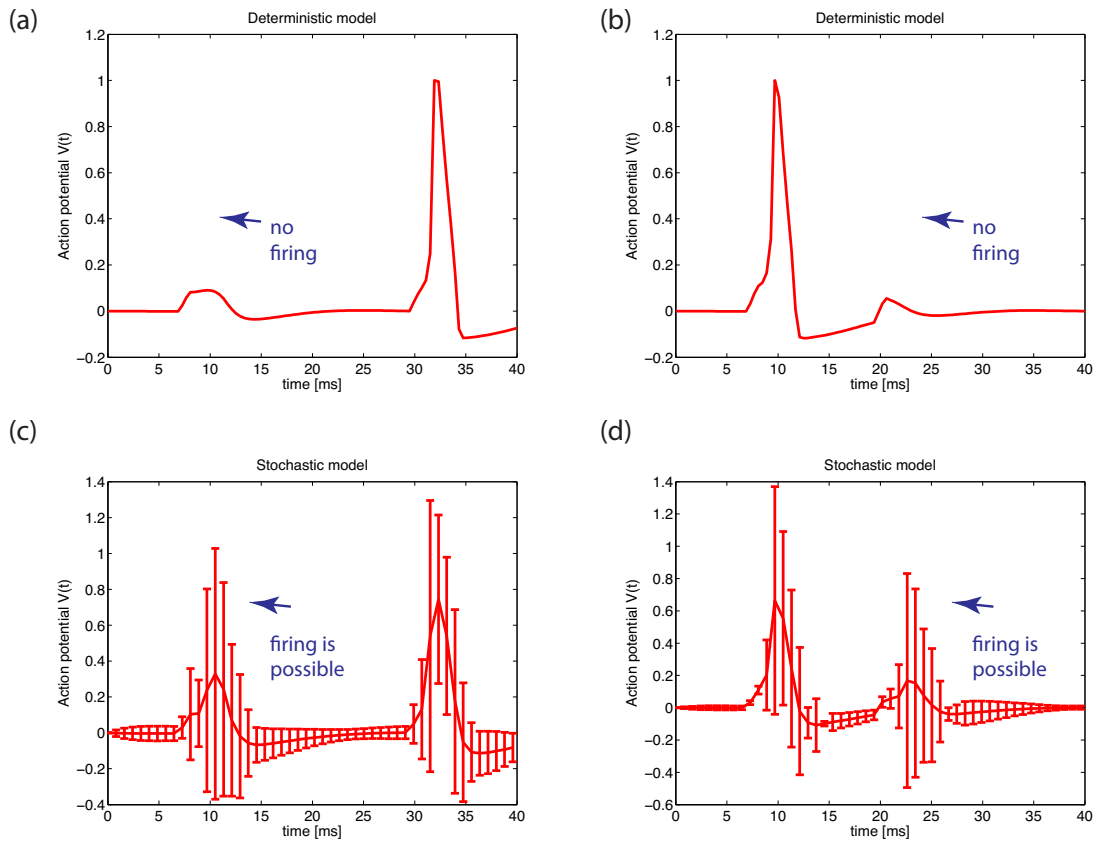 (a)
Deterministic model
Action potential V(t)
1.2
1
0.8
0.6
0.4
0.2
0
−0.2
no
firing
0 5 10 15 20 25 30 35 40
time [ms]
(b)
Deterministic model
Action potential V(t)
1.2
1
0.8
0.6
0.4
0.2
0
−0.2
no
firing
0 5 10 15 20 25 30 35 40
time [ms]
(c)
Stochastic model
Action potential V(t)
1.4
1.2
1
0.8
0.6
0.4
0.2
0
−0.2
−0.4
firing is
possible
0 5 10 15 20 25 30 35 40
time [ms]
(d)
Stochastic model
Action potential V(t)
1.4
1.2
1
0.8
0.6
0.4
0.2
0
−0.2
−0.4
−0.6
firing is
possible
0 5 10 15 20 25 30 35 40
time [ms]